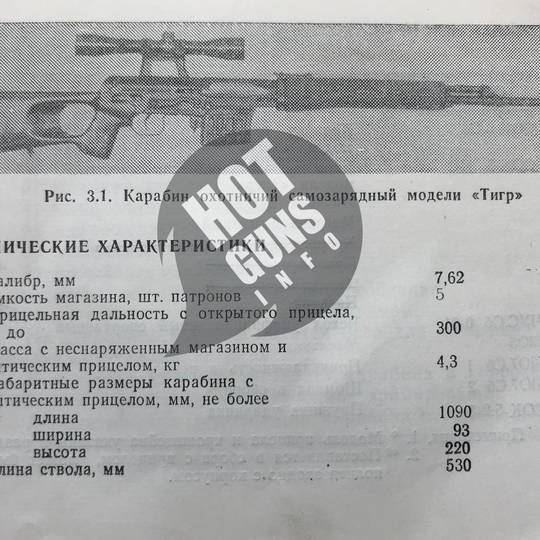 Рис. 3.1. Карабин охотничий самозарядный модели «Тигр»
НИЧЕСКИЕ ХАРАКТЕРИСТИКИ
алибр, мм 7,62
мкость магазина, шт. патронов 5
рицельная дальность с открытого прицела,
до 300
асса с неснаряженным магазином и
тическим прицелом, кг 4,3
абаритные размеры карабина с
тическим прицелом, мм, не более
длина 1090
ширина 93
высота 220
лина ствола, мм 530
HOT
GUNS
INFO